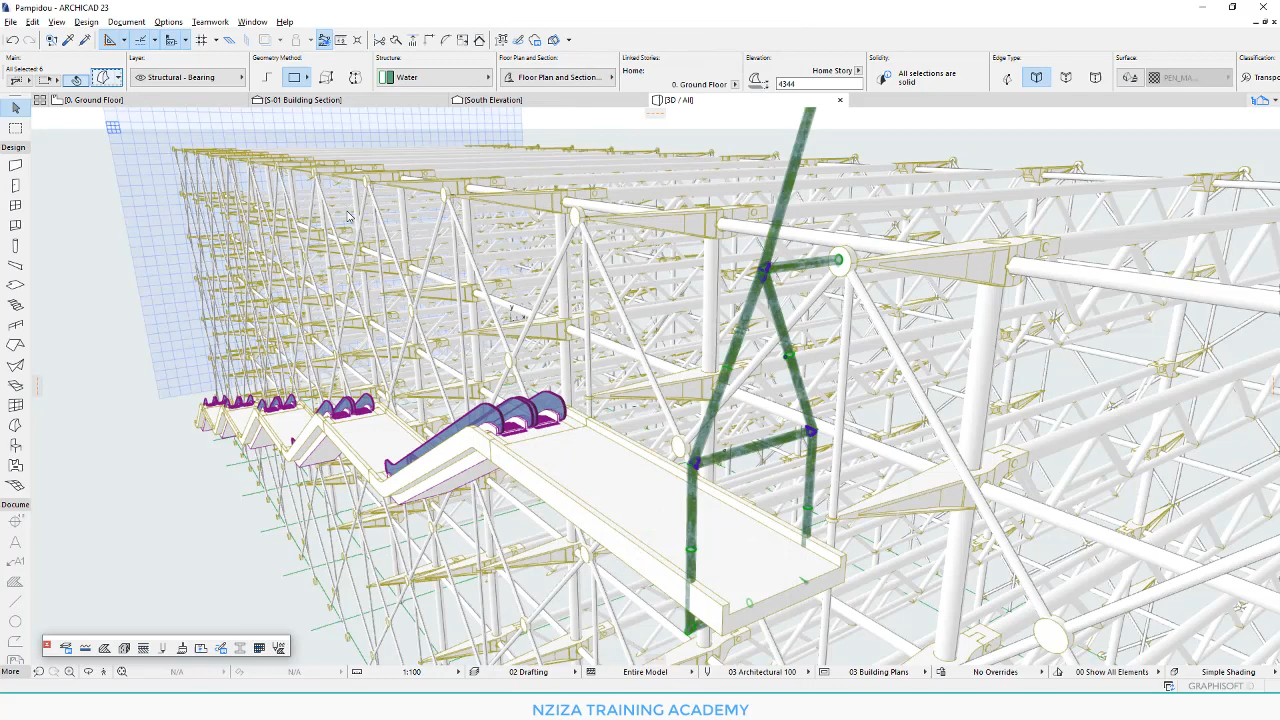 Pampidou - ARCHICAD 23
File Edit View Design Document Options Teamwork Window Help
Main: Layer: Geometry Method: Structure: Floor Plan and Section: Elevation: Solidity: Edge Type: Surface: Classification:
All Selected: 6
Structural - Bearing
Water
Floor Plan and Section...
Home:
0. Ground Floor
Home Story
4344
All selections are
solid
PEN_MA...
Transpo
[0. Ground Floor] [S-01 Building Section] [South Elevation] [3D / All]
Design
Docume
More N/A N/A 1:100 02 Drafting Entire Model 03 Architectural 100 03 Building Plans No Overrides 00 Show All Elements Simple Shading
GRAPHISOFT
NZIZA TRAINING ACADEMY